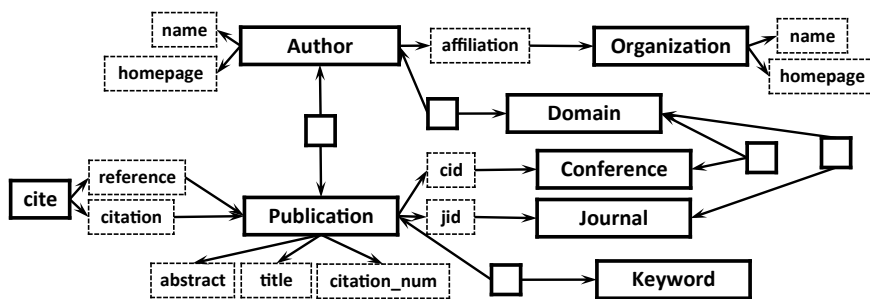 name
Author
affiliation
Organization
name
homepage
homepage
Domain
cite
reference
cid
Conference
citation
Publication
jid
Journal
abstract
title
citation_num
Keyword